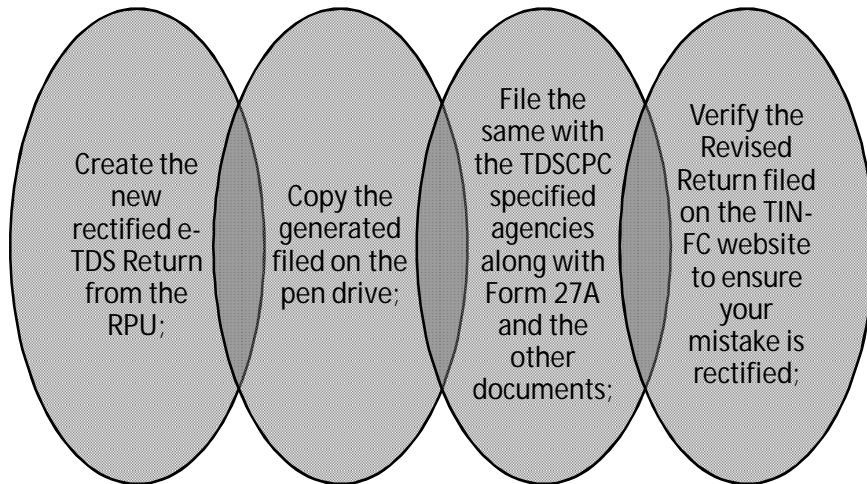 Create the
new
rectified e-
TDS Return
from the
RPU;
Copy the
generated
filed on the
pen drive;
File the
same with
the TDSCPC
specified
agencies
along with
Form 27A
and the
other
documents;
Verify the
Revised
Return filed
on the TIN-
FC website
to ensure
your
mistake is
rectified;